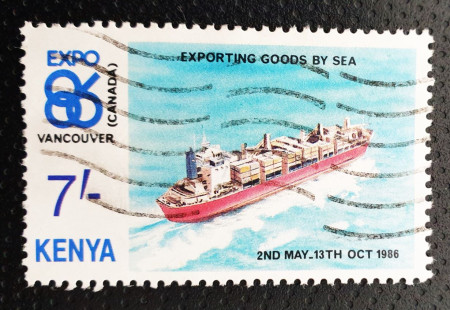 EXPO
86
VANCOUVER
(CANADA)
7/-
KENYA
EXPORTING GOODS BY SEA
2ND MAY-13TH OCT 1986